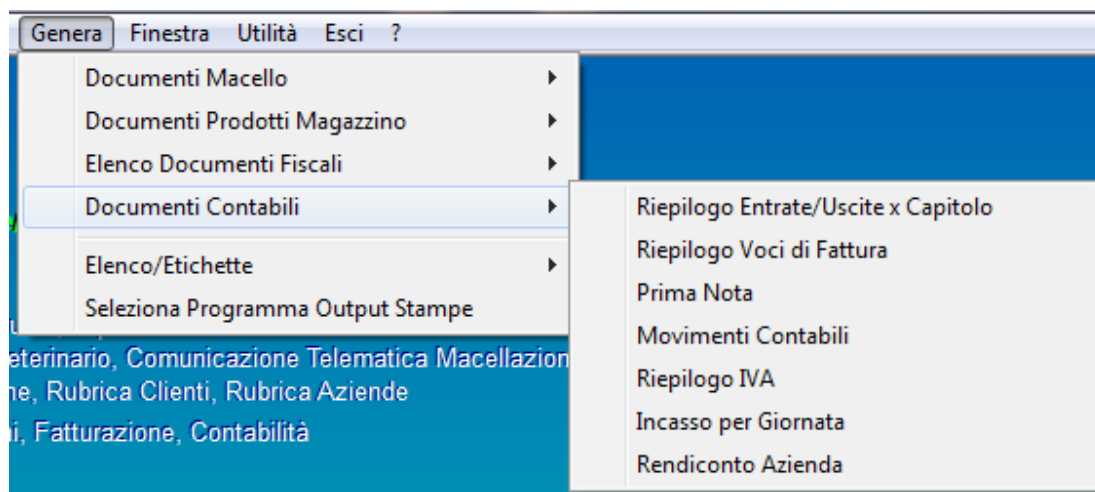 Genera Finestra Utilità Esci ?
Documenti Macello
Documenti Prodotti Magazzino
Elenco Documenti Fiscali
Documenti Contabili
Elenco/Etichette
Seleziona Programma Output Stampe
Riepilogo Entrate/Uscite x Capitolo
Riepilogo Voci di Fattura
Prima Nota
Movimenti Contabili
Riepilogo IVA
Incasso per Giornata
Rendiconto Azienda
eterinario, Comunicazione Telematica Macellazion
ne, Rubrica Clienti, Rubrica Aziende
i, Fatturazione, Contabilità